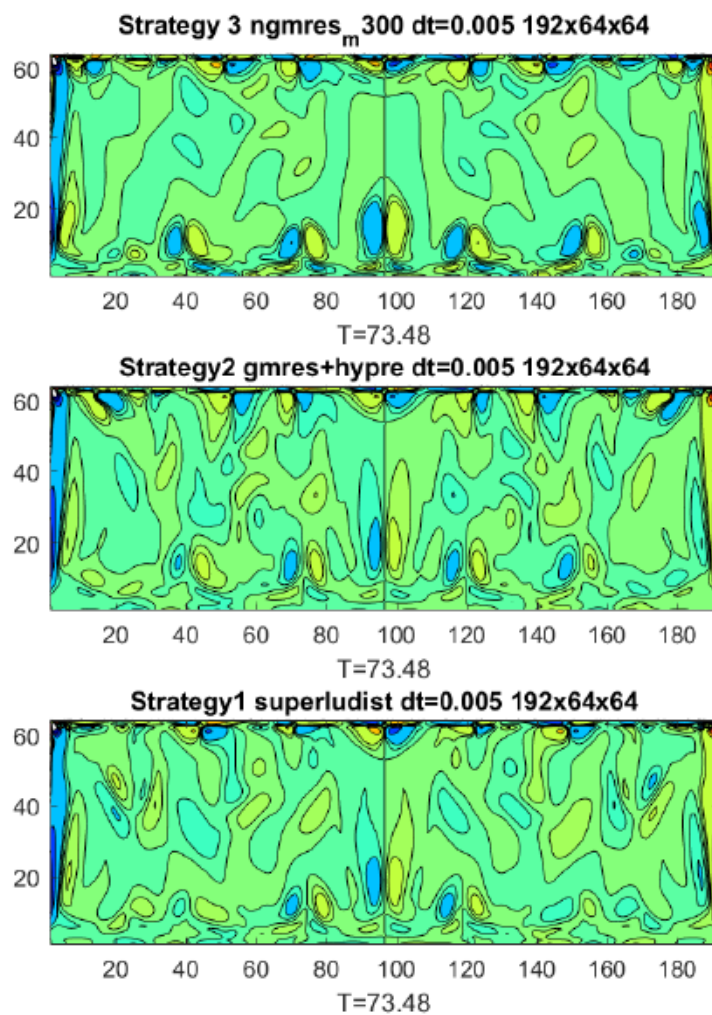 Strategy 3 ngmres_m300 dt=0.005 192x64x64
60
40
20
20 40 60 80 100 120 140 160 180
T=73.48
Strategy2 gmres+hypre dt=0.005 192x64x64
60
40
20
20 40 60 80 100 120 140 160 180
T=73.48
Strategy1 superludist dt=0.005 192x64x64
60
40
20
20 40 60 80 100 120 140 160 180
T=73.48